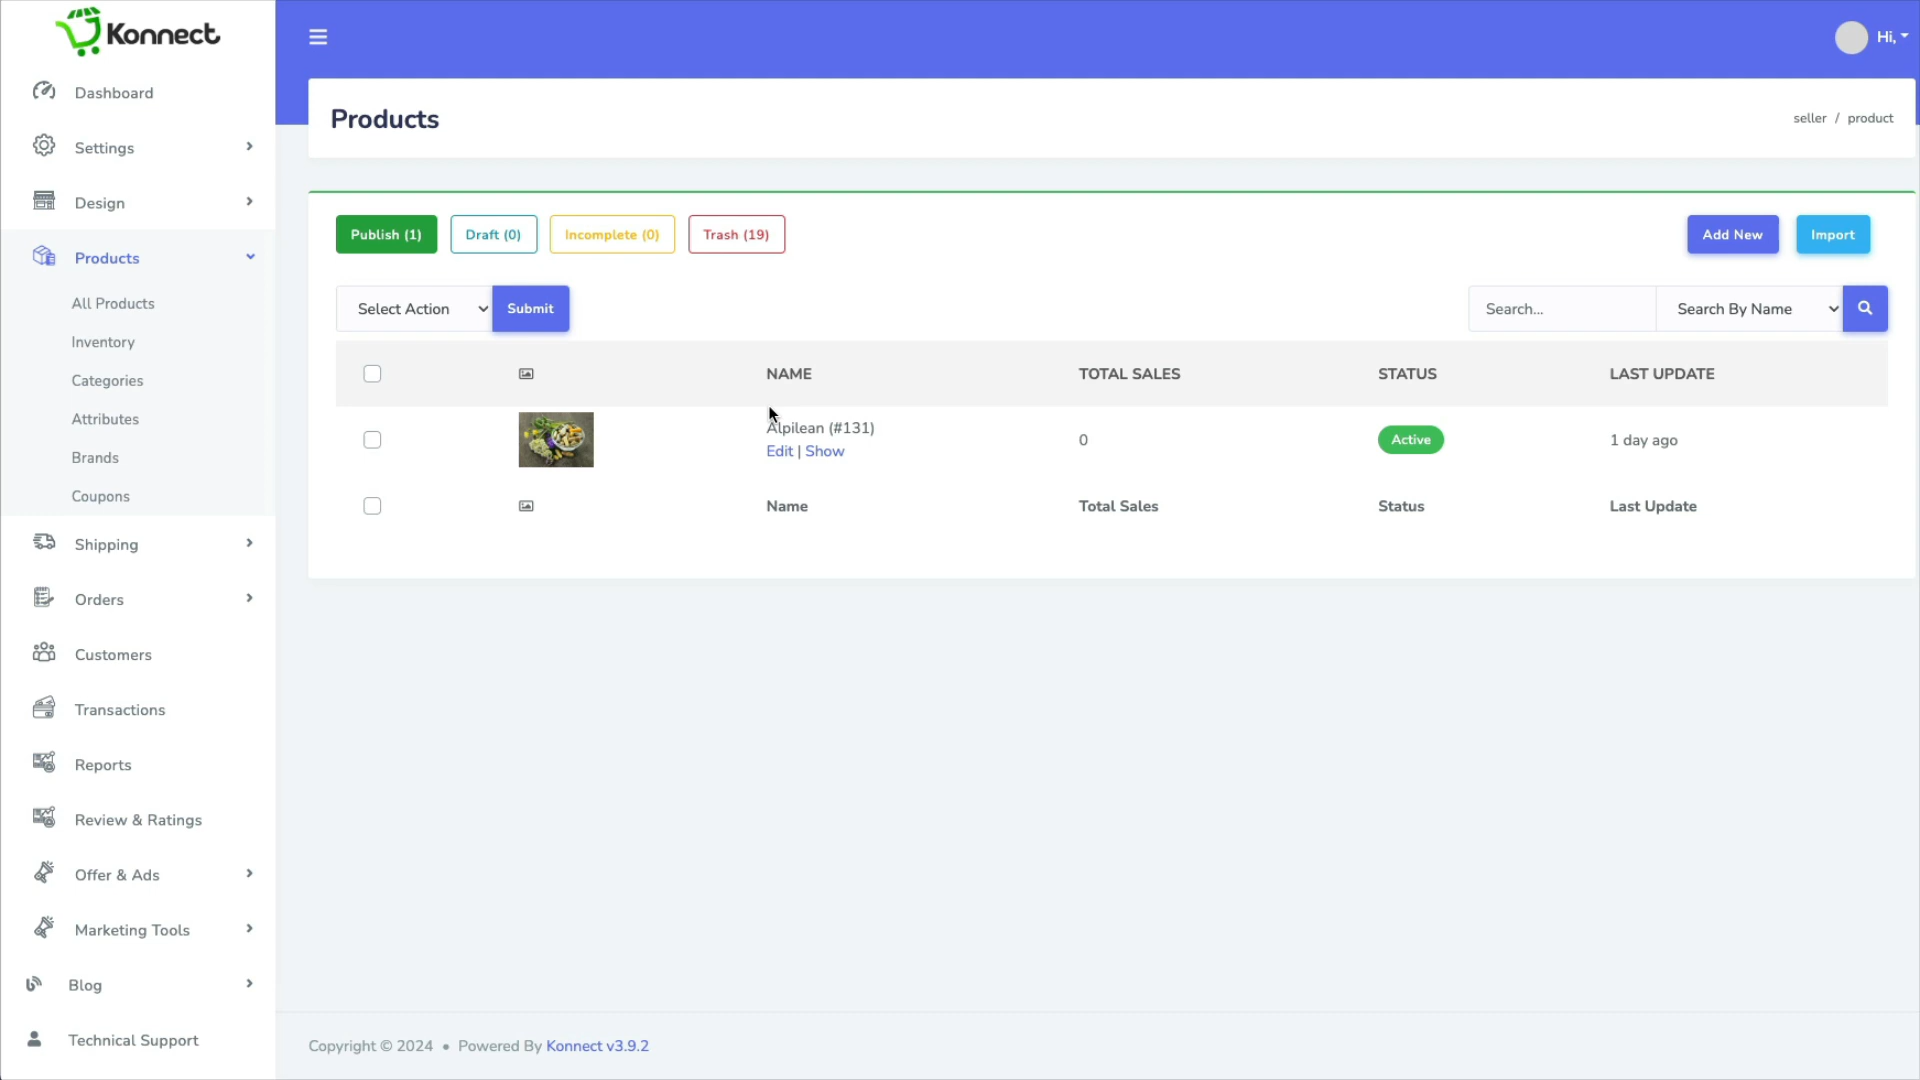 Konnect
Hi,
Dashboard
Settings
Design
Products
All Products
Inventory
Categories
Attributes
Brands
Coupons
Shipping
Orders
Customers
Transactions
Reports
Review & Ratings
Offer & Ads
Marketing Tools
Blog
Technical Support
Products
seller / product
Publish (1) Draft (0) Incomplete (0) Trash (19) Add New Import
Select Action Submit Search... Search By Name
NAME TOTAL SALES STATUS LAST UPDATE
Alpilean (#131)
Edit | Show
0 Active 1 day ago
Name Total Sales Status Last Update
Copyright © 2024 • Powered By Konnect v3.9.2